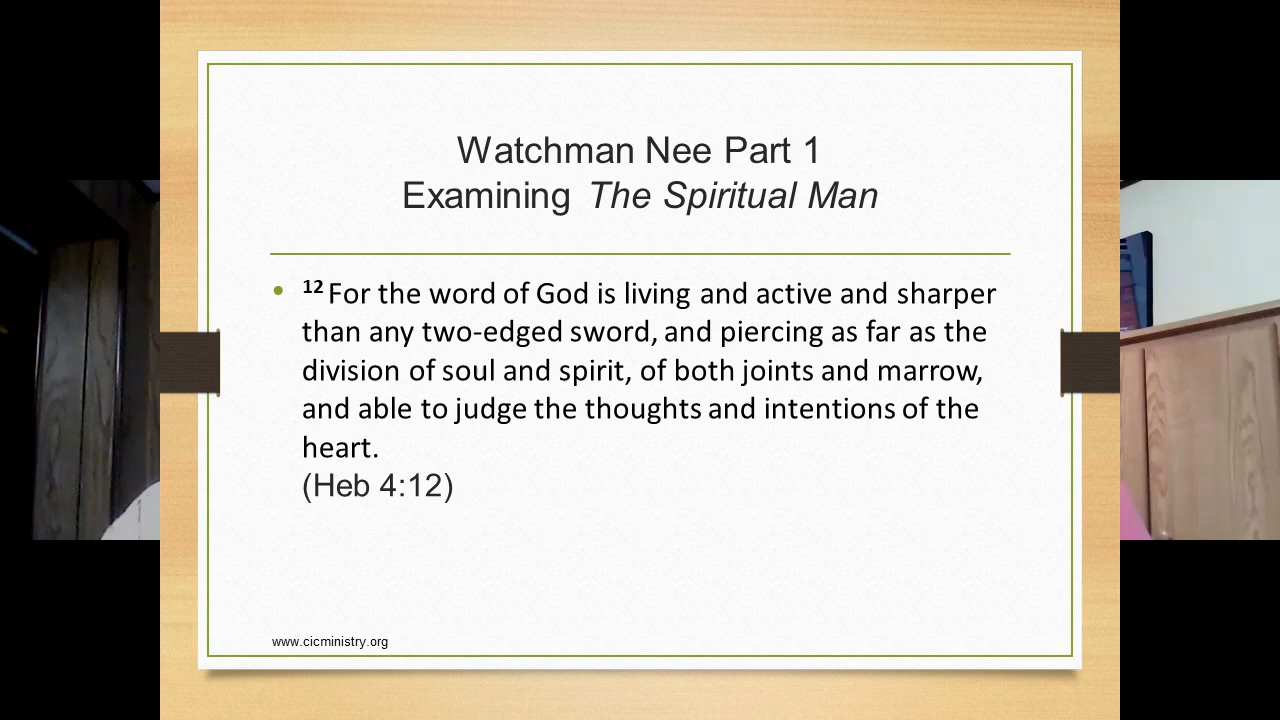 Watchman Nee Part 1
Examining The Spiritual Man
• 12 For the word of God is living and active and sharper
than any two-edged sword, and piercing as far as the
division of soul and spirit, of both joints and marrow,
and able to judge the thoughts and intentions of the
heart.
(Heb 4:12)
www.cicministry.org